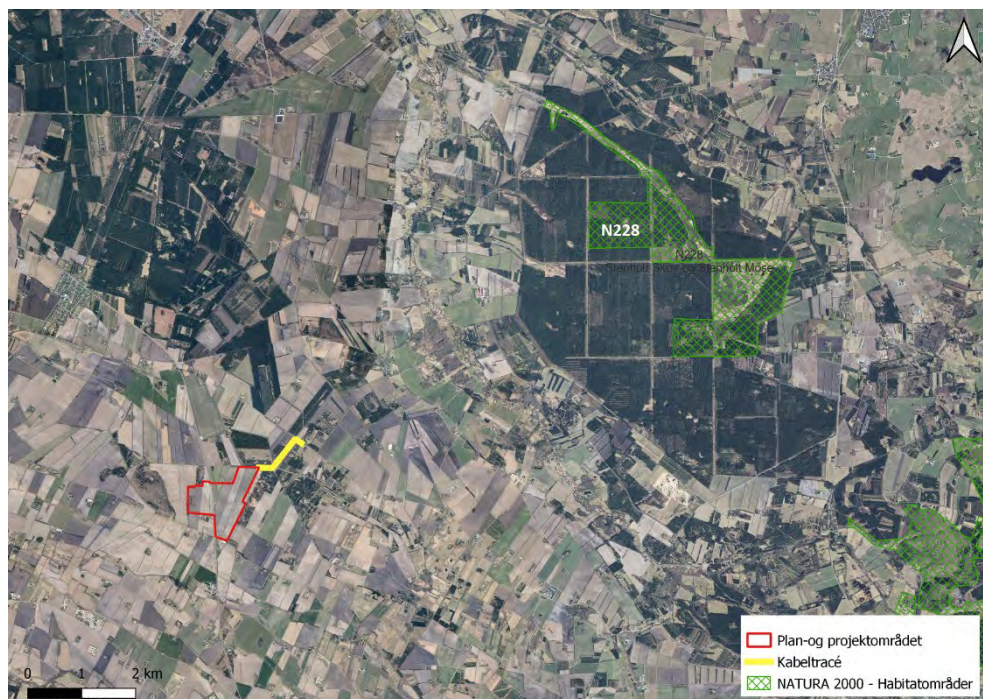 N228
N228
Stenholt Skov og Stenholt Mose
0 1 2 km
Plan-og projektområdet
Kabeltracé
NATURA 2000 - Habitatområder